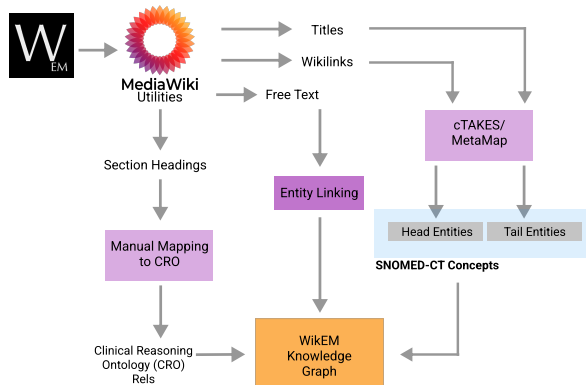 W
EM
MediaWiki
Utilities
Titles
Wikilinks
Free Text
cTAKES/
MetaMap
Section Headings
Entity Linking
Head Entities
Tail Entities
SNOMED-CT Concepts
Manual Mapping
to CRO
Clinical Reasoning
Ontology (CRO)
Rels
WikEM
Knowledge
Graph